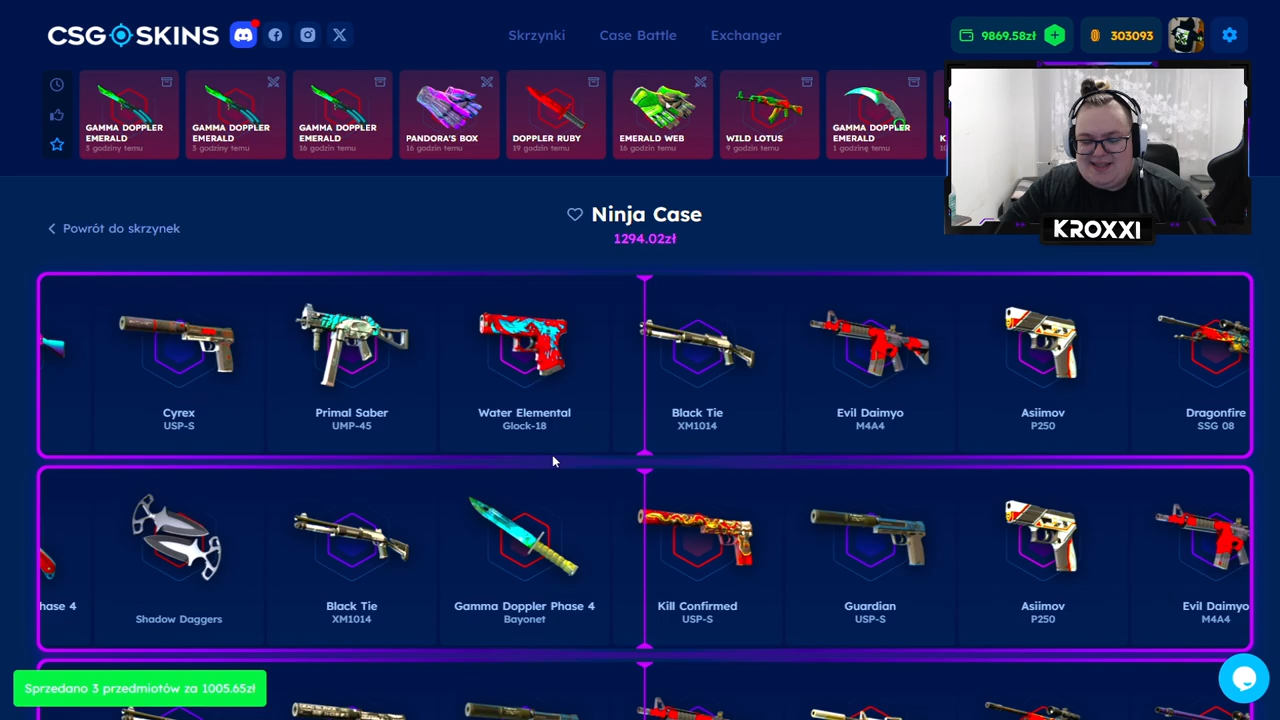 CSG SKINS
Skrzynki
Case Battle
Exchanger
9869.58zł
303093
GAMMA DOPPLER
EMERALD
3 godziny temu
GAMMA DOPPLER
EMERALD
3 godziny temu
GAMMA DOPPLER
EMERALD
16 godzin temu
PANDORA'S BOX
16 godzin temu
DOPPLER RUBY
19 godzin temu
EMERALD WEB
16 godzin temu
WILD LOTUS
9 godzin temu
GAMMA DOPPLER
EMERALD
1 godzinę temu
KROXXI
Powrót do skrzynek
Ninja Case
1294.02zł
Cyrex
USP-S
Primal Saber
UMP-45
Water Elemental
Glock-18
Black Tie
XM1014
Evil Daimyo
M4A4
Asiimov
P250
Dragonfire
SSG 08
hase 4
Shadow Daggers
Black Tie
XM1014
Gamma Doppler Phase 4
Bayonet
Kill Confirmed
USP-S
Guardian
USP-S
Asiimov
P250
Evil Daimyo
M4A4
Sprzedano 3 przedmiotów za 1005.65zł